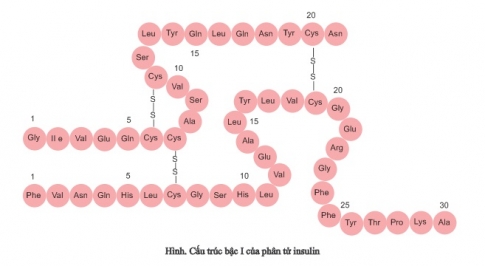 20
Leu Tyr Gln Leu Gln Asn Tyr Cys Asn
15
Ser
10
Cys Val
S
S
Ser
Ala
1 5
Gly Il e Val Glu Gln Cys Cys
S
S
S
S
20
Tyr Leu Val Cys Gly
Leu 15
Glu
Ala
Arg
Glu
Gly
Val
1 5 10
Phe Val Asn Gln His Leu Cys Gly Ser His Leu
Phe
Phe 25 30
Tyr Thr Pro Lys Ala
Hình. Cấu trúc bậc I của phân tử insulin